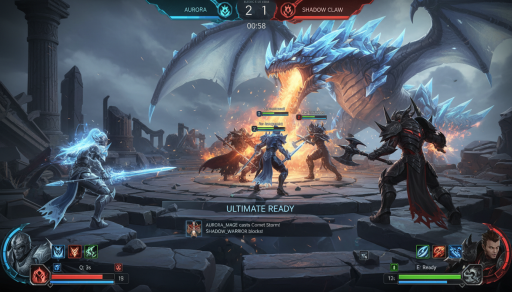 AURORA
2 1
SHADOW CLAW
00:58
ULTIMATE READY
AURORA_MAGE casts Comet Storm!
SHADOW_WARRIOR blocks!
Q: 3s
E: Ready